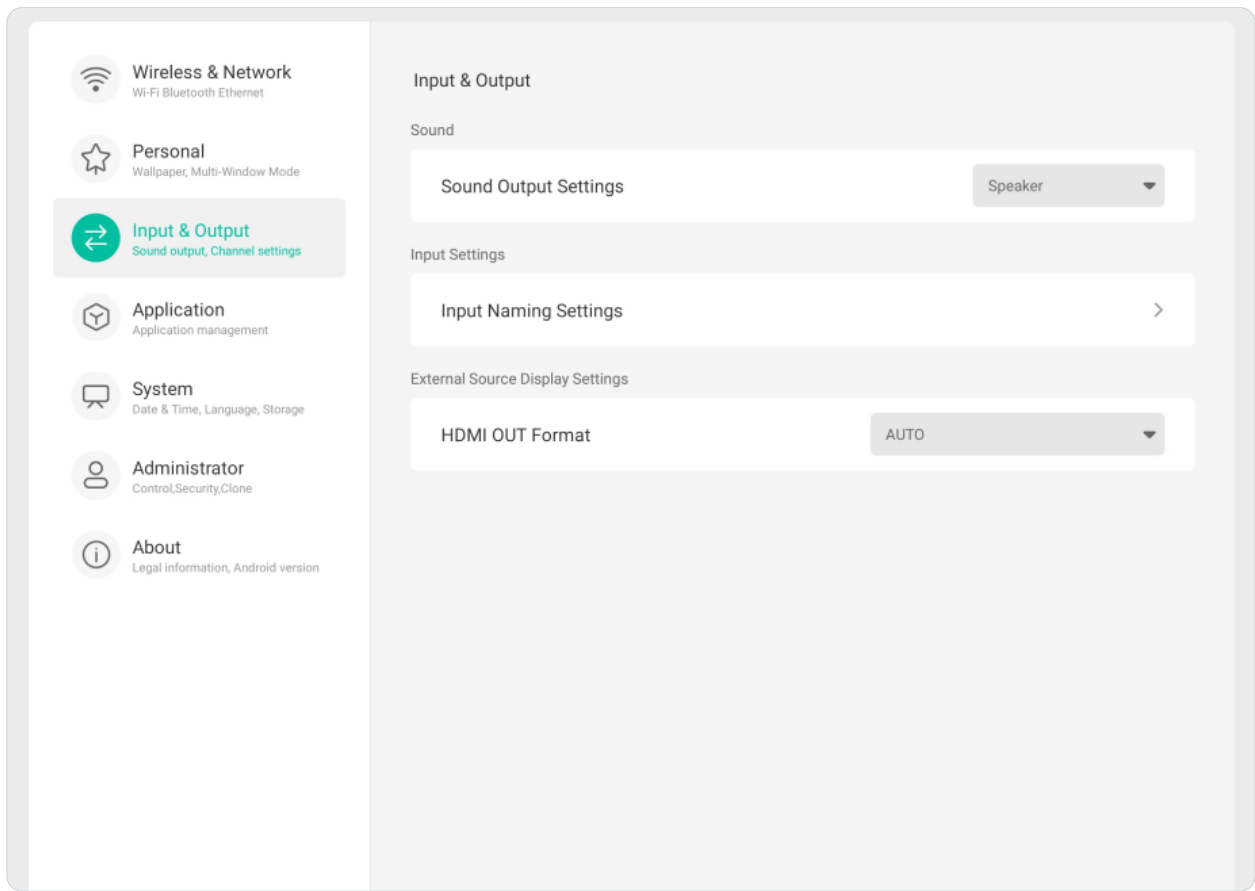 Wireless & Network
Wi-Fi Bluetooth Ethernet
Personal
Wallpaper, Multi-Window Mode
Input & Output
Sound output, Channel settings
Application
Application management
System
Date & Time, Language, Storage
Administrator
Control,Security,Clone
About
Legal information, Android version
Input & Output
Sound
Sound Output Settings
Speaker
Input Settings
Input Naming Settings
External Source Display Settings
HDMI OUT Format
AUTO